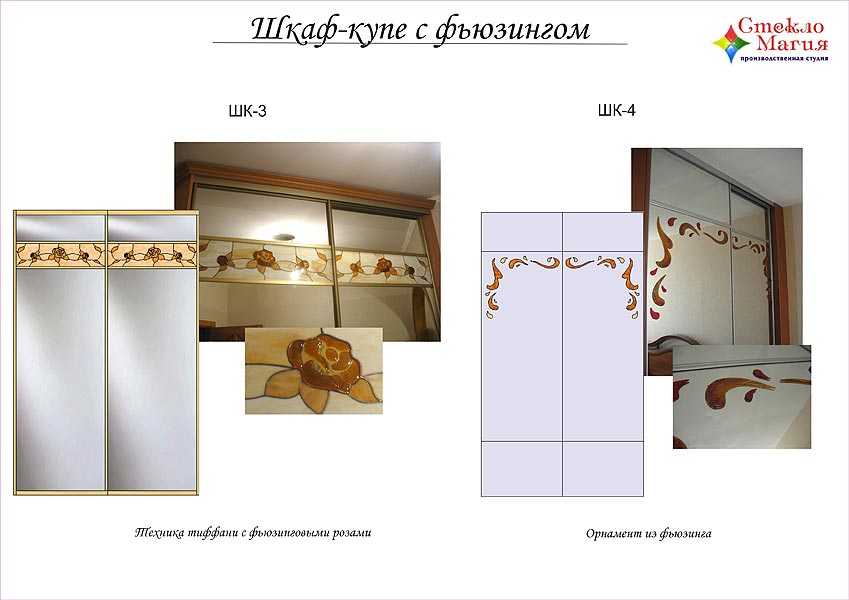 Шкаф-купе с фьюзингом
Стекло
Магия
производственная студия
ШК-3
ШК-4
Техника тиффани с фьюзинговыми розами
Орнамент из фьюзинга